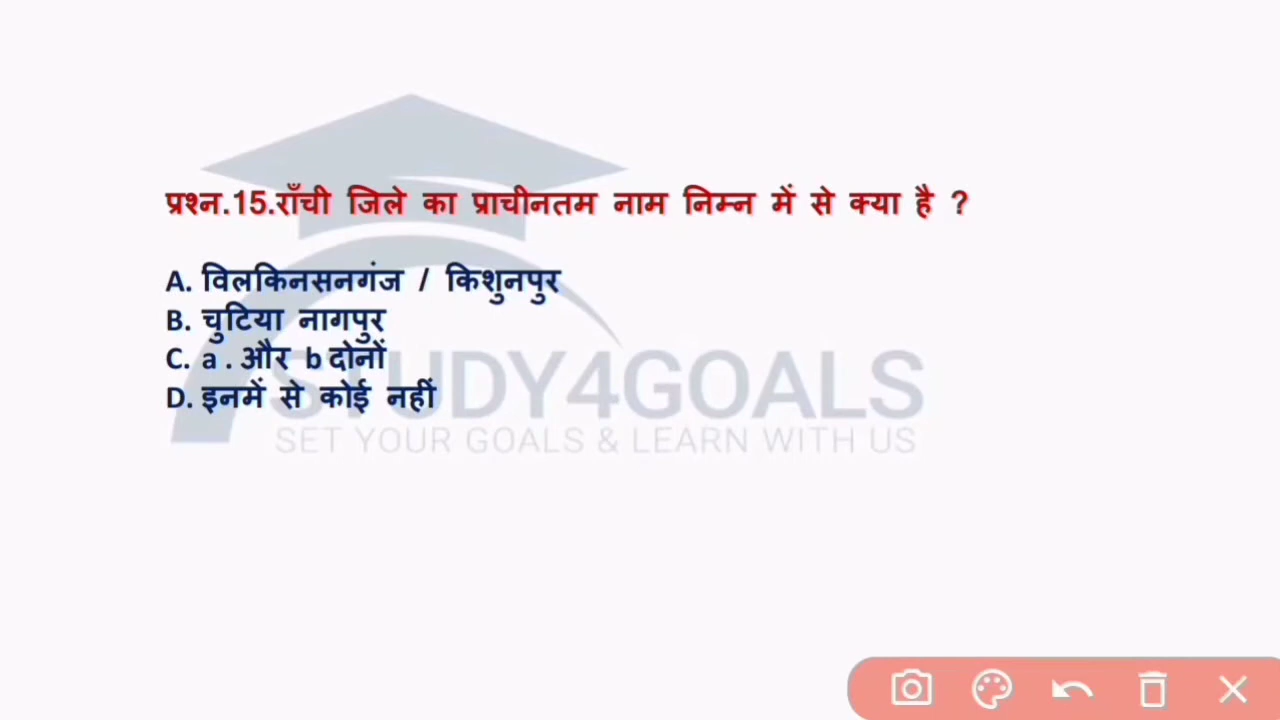 प्रश्न.15.राँची जिले का प्राचीनतम नाम निम्न में से क्या है ?
A. विलकिनसनगंज / किशुनपुर
B. चुटिया नागपुर
C. a . और b दोनों
D. इनमें से कोई नहीं
STUDY4GOALS
SET YOUR GOALS & LEARN WITH US